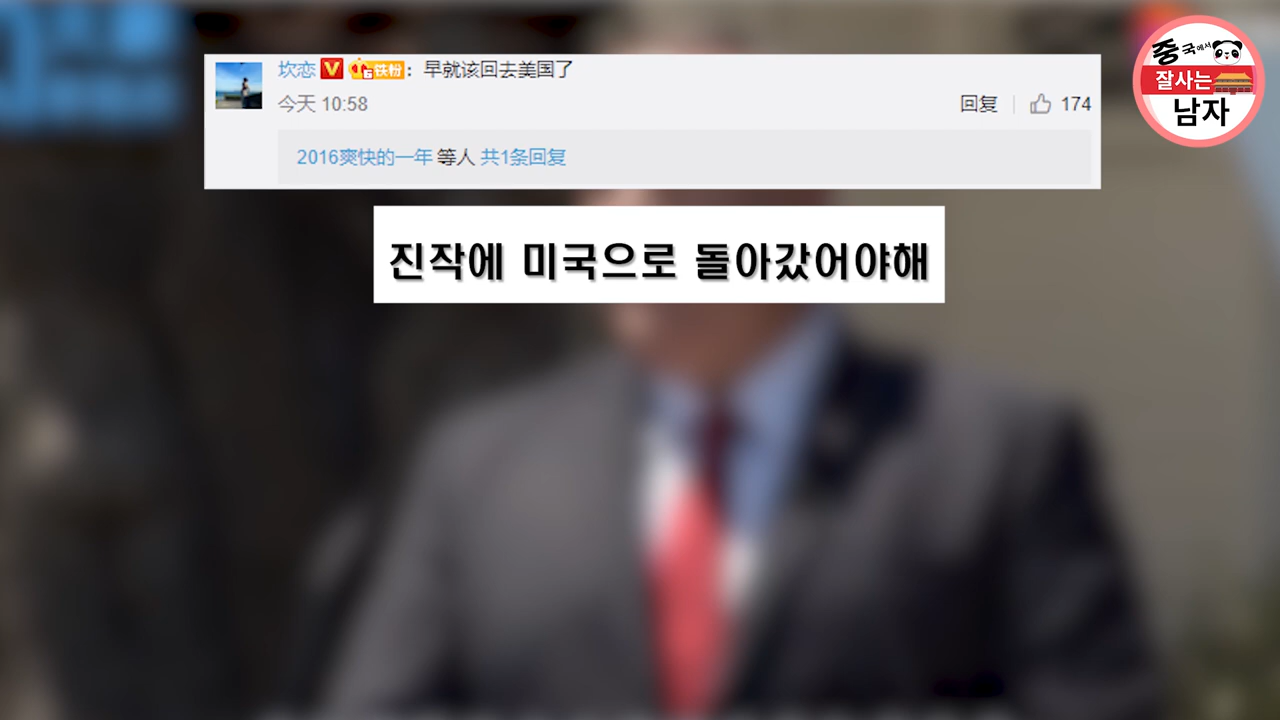 坎恋 V 铁粉 : 早就该回去美国了
今天 10:58
回复 174
2016爽快的一年 等人 共1条回复
진작에 미국으로 돌아갔어야해
중국에서
잘사는
남자